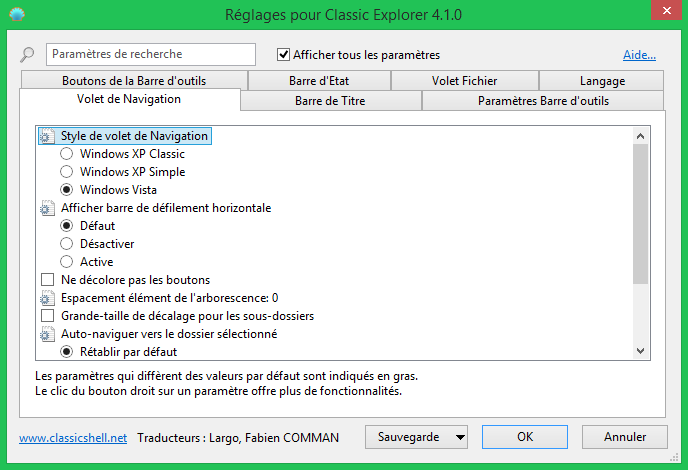 Réglages pour Classic Explorer 4.1.0
Paramètres de recherche
Afficher tous les paramètres
Aide...
Boutons de la Barre d'outils
Barre d'Etat
Volet Fichier
Langage
Volet de Navigation
Barre de Titre
Paramètres Barre d'outils
Style de volet de Navigation
Windows XP Classic
Windows XP Simple
Windows Vista
Afficher barre de défilement horizontale
Défaut
Désactiver
Active
Ne décolore pas les boutons
Espacement élément de l'arborescence: 0
Grande-taille de décalage pour les sous-dossiers
Auto-naviguer vers le dossier sélectionné
Rétablir par défaut
Les paramètres qui diffèrent des valeurs par défaut sont indiqués en gras.
Le clic du bouton droit sur un paramètre offre plus de fonctionnalités.
www.classicshell.net
Traducteurs : Largo, Fabien COMMAN
Sauvegarde
OK
Annuler